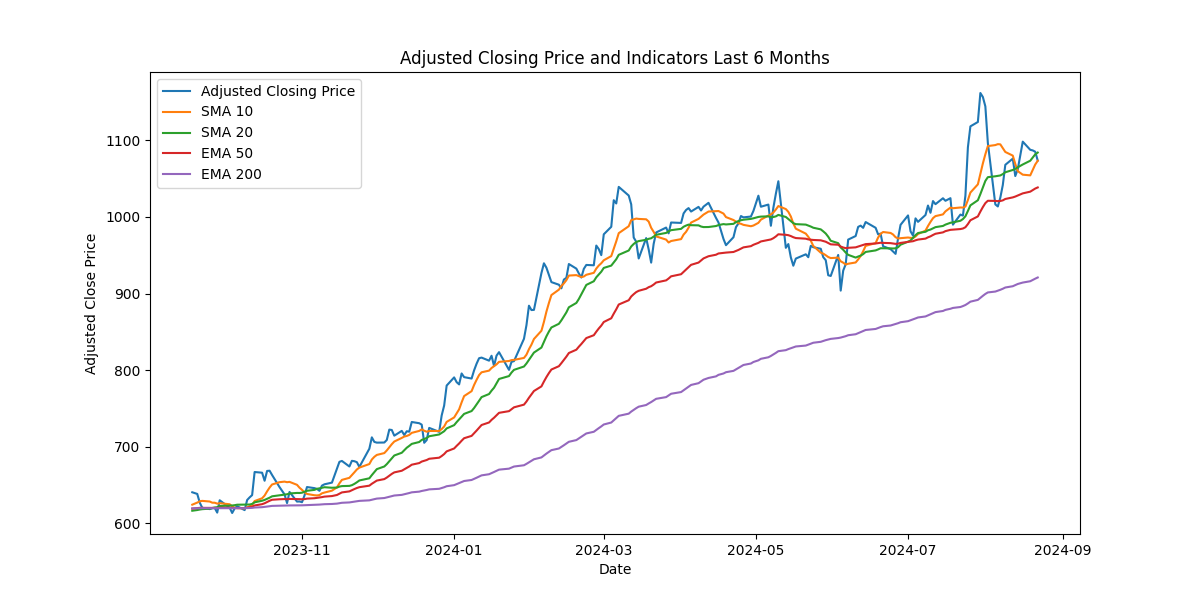 Adjusted Closing Price and Indicators Last 6 Months
Adjusted Closing Price
SMA 10
SMA 20
EMA 50
EMA 200
Adjusted Close Price
1100
1000
900
800
700
600
2023-11
2024-01
2024-03
2024-05
2024-07
2024-09
Date